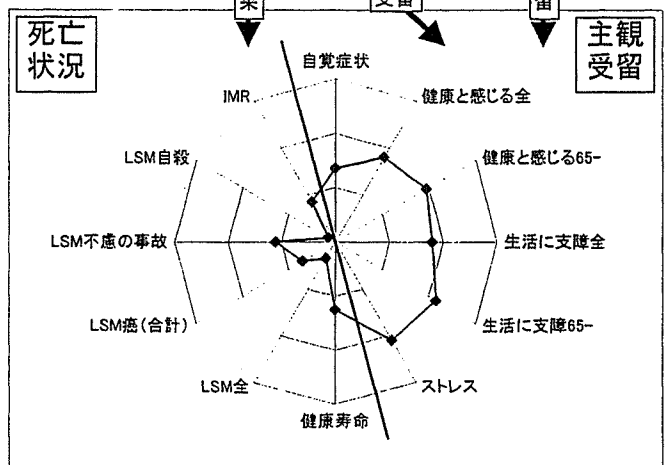 受留
留
死亡
状況
主観
受留
自覚症状
IMR
健康と感じる全
LSM自殺
健康と感じる65-
LSM不慮の事故
生活に支障全
LSM癌(合計)
生活に支障65-
LSM全
ストレス
健康寿命